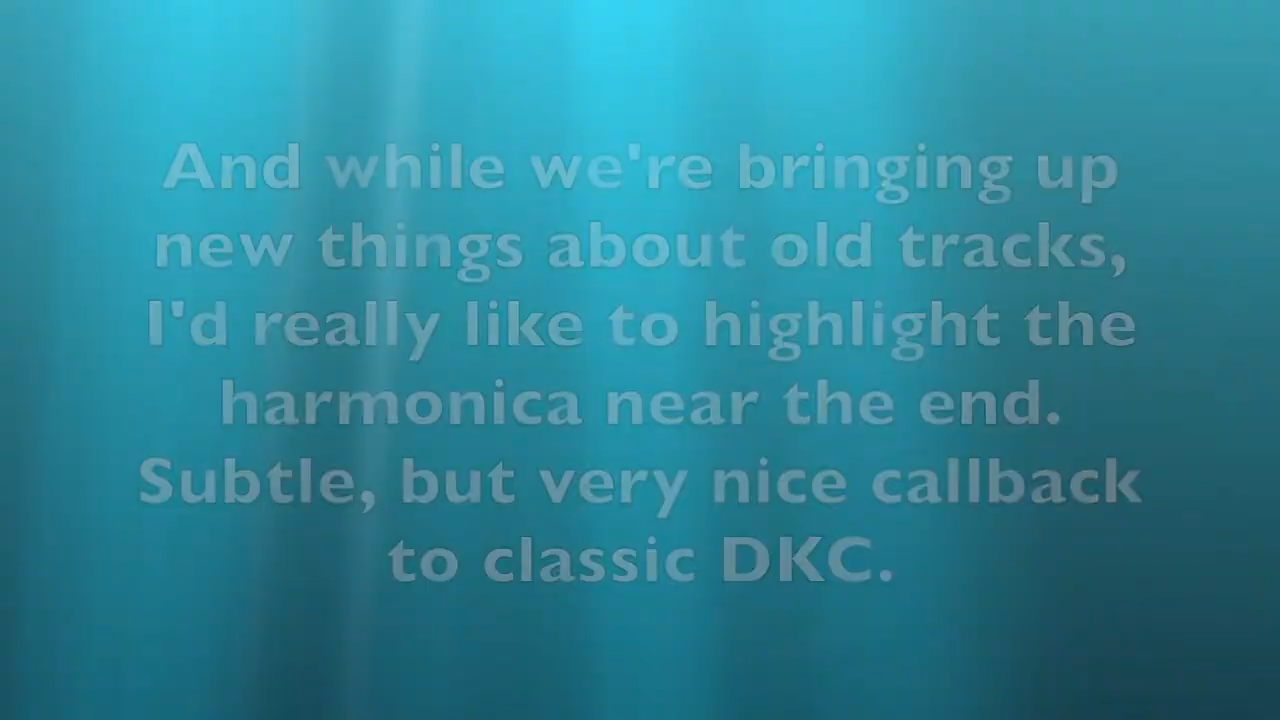 And while we're bringing up
new things about old tracks,
I'd really like to highlight the
harmonica near the end.
Subtle, but very nice callback
to classic DKC.